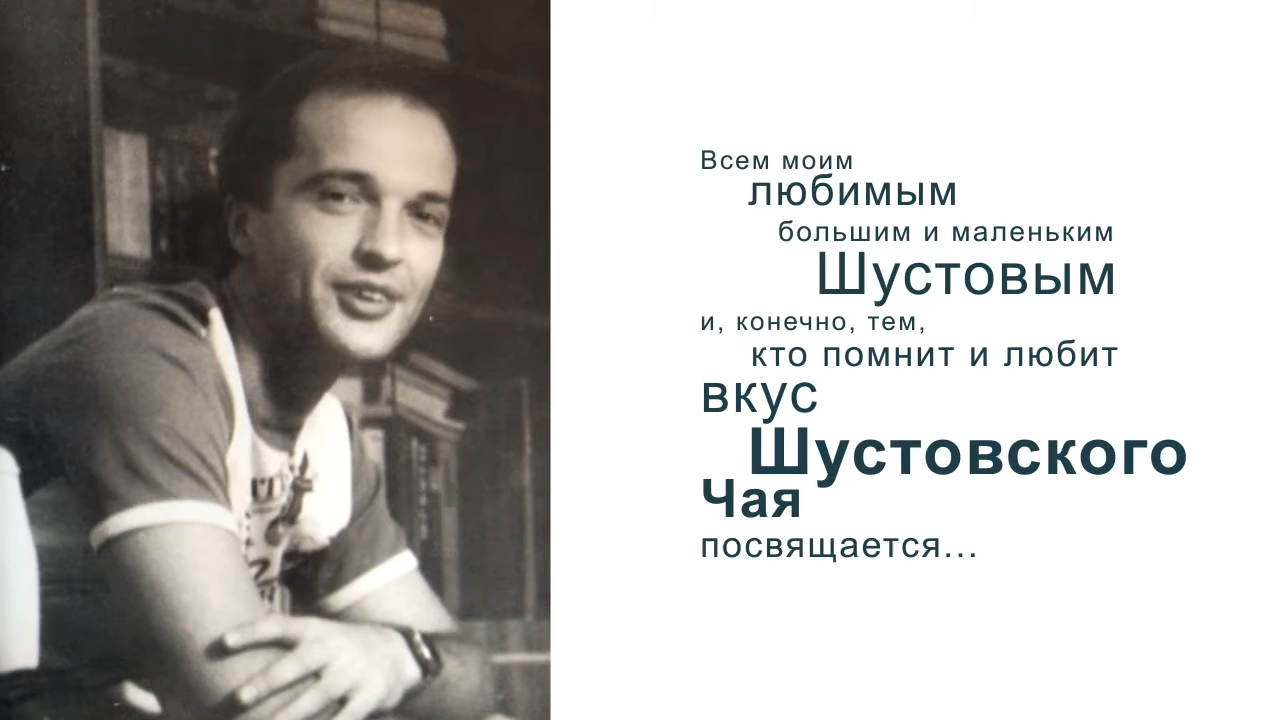 Всем моим
любимым
большим и маленьким
Шустовым
и, конечно, тем,
кто помнит и любит
вкус
Шустовского
Чая
посвящается...